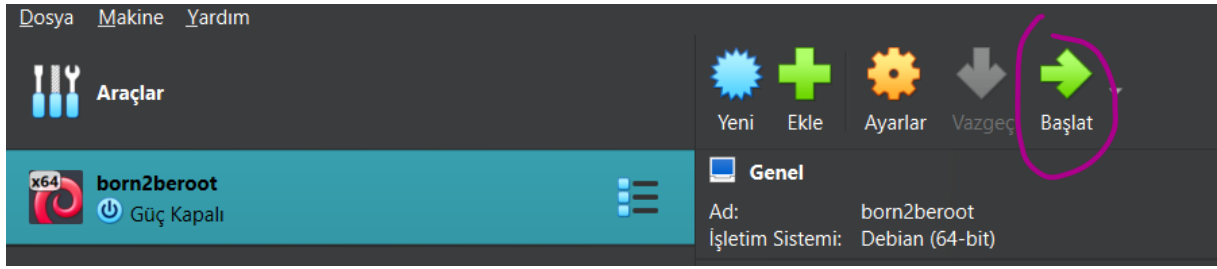 Dosya Makine Yardım
Araçlar
Yeni Ekle Ayarlar Vazgeç Başlat
x64
born2beroot
Güç Kapalı
Genel
Ad: born2beroot
İşletim Sistemi: Debian (64-bit)